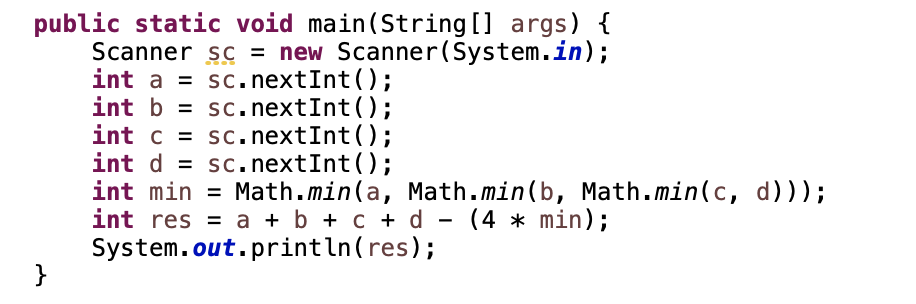 public static void main(String[] args) {
    Scanner sc = new Scanner(System.in);
    int a = sc.nextInt();
    int b = sc.nextInt();
    int c = sc.nextInt();
    int d = sc.nextInt();
    int min = Math.min(a, Math.min(b, Math.min(c, d)));
    int res = a + b + c + d - (4 * min);
    System.out.println(res);
}